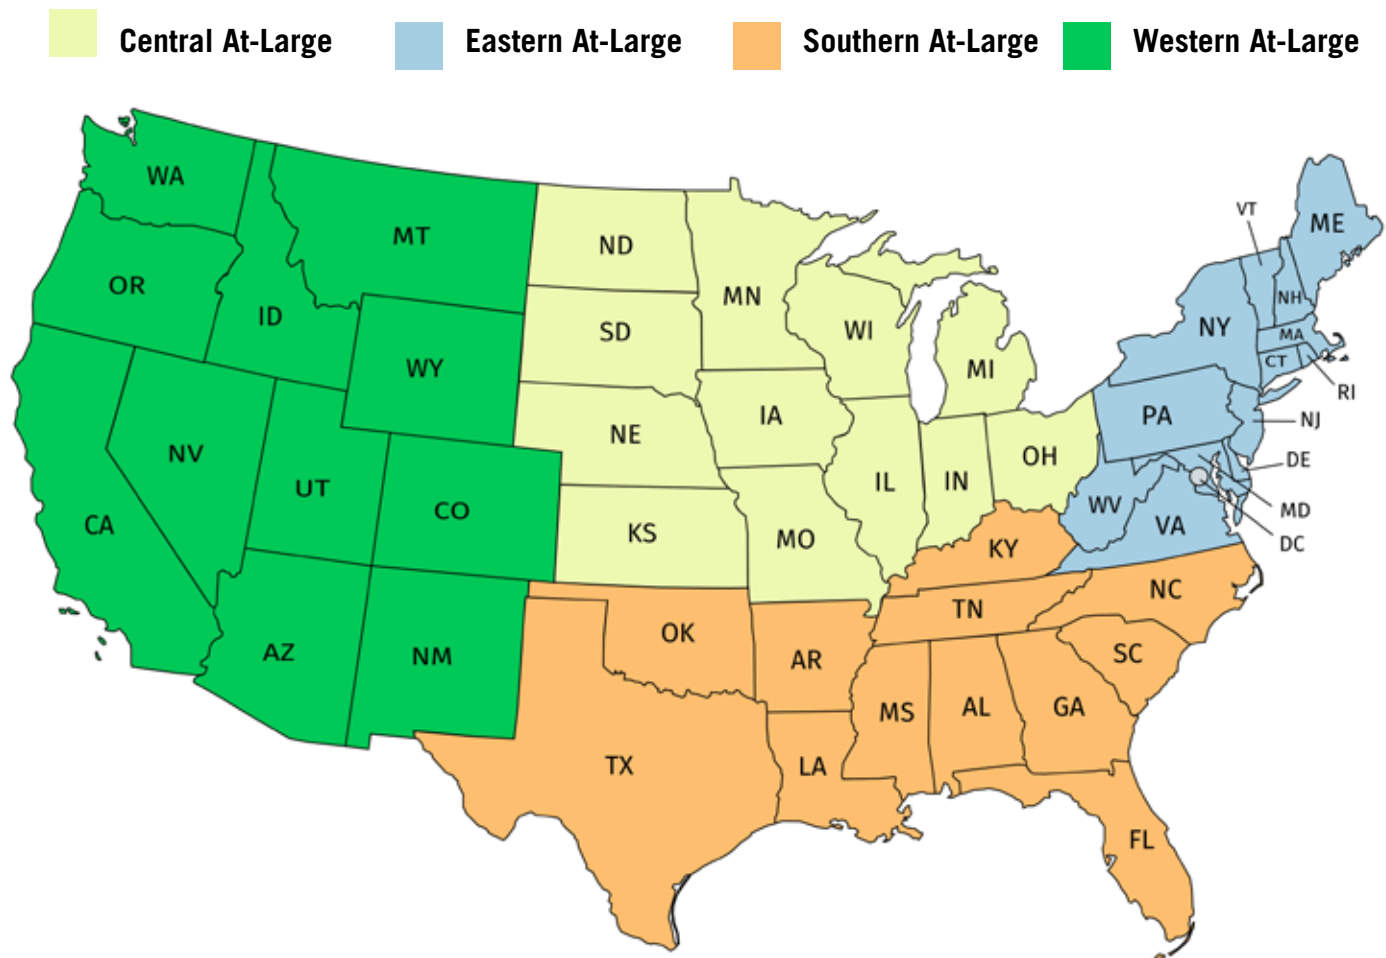 Central At-Large Eastern At-Large Southern At-Large Western At-Large
WA
MT
ND
MN
VT
ME
OR
ID
SD
WI
NH
NY
MA
WY
MI
CT
RI
IA
PA
NJ
NV
NE
OH
DE
UT
IL
IN
CO
WV
MD
CA
KS
MO
VA
DC
KY
NC
TN
AZ
NM
OK
AR
SC
MS
AL
GA
TX
LA
FL